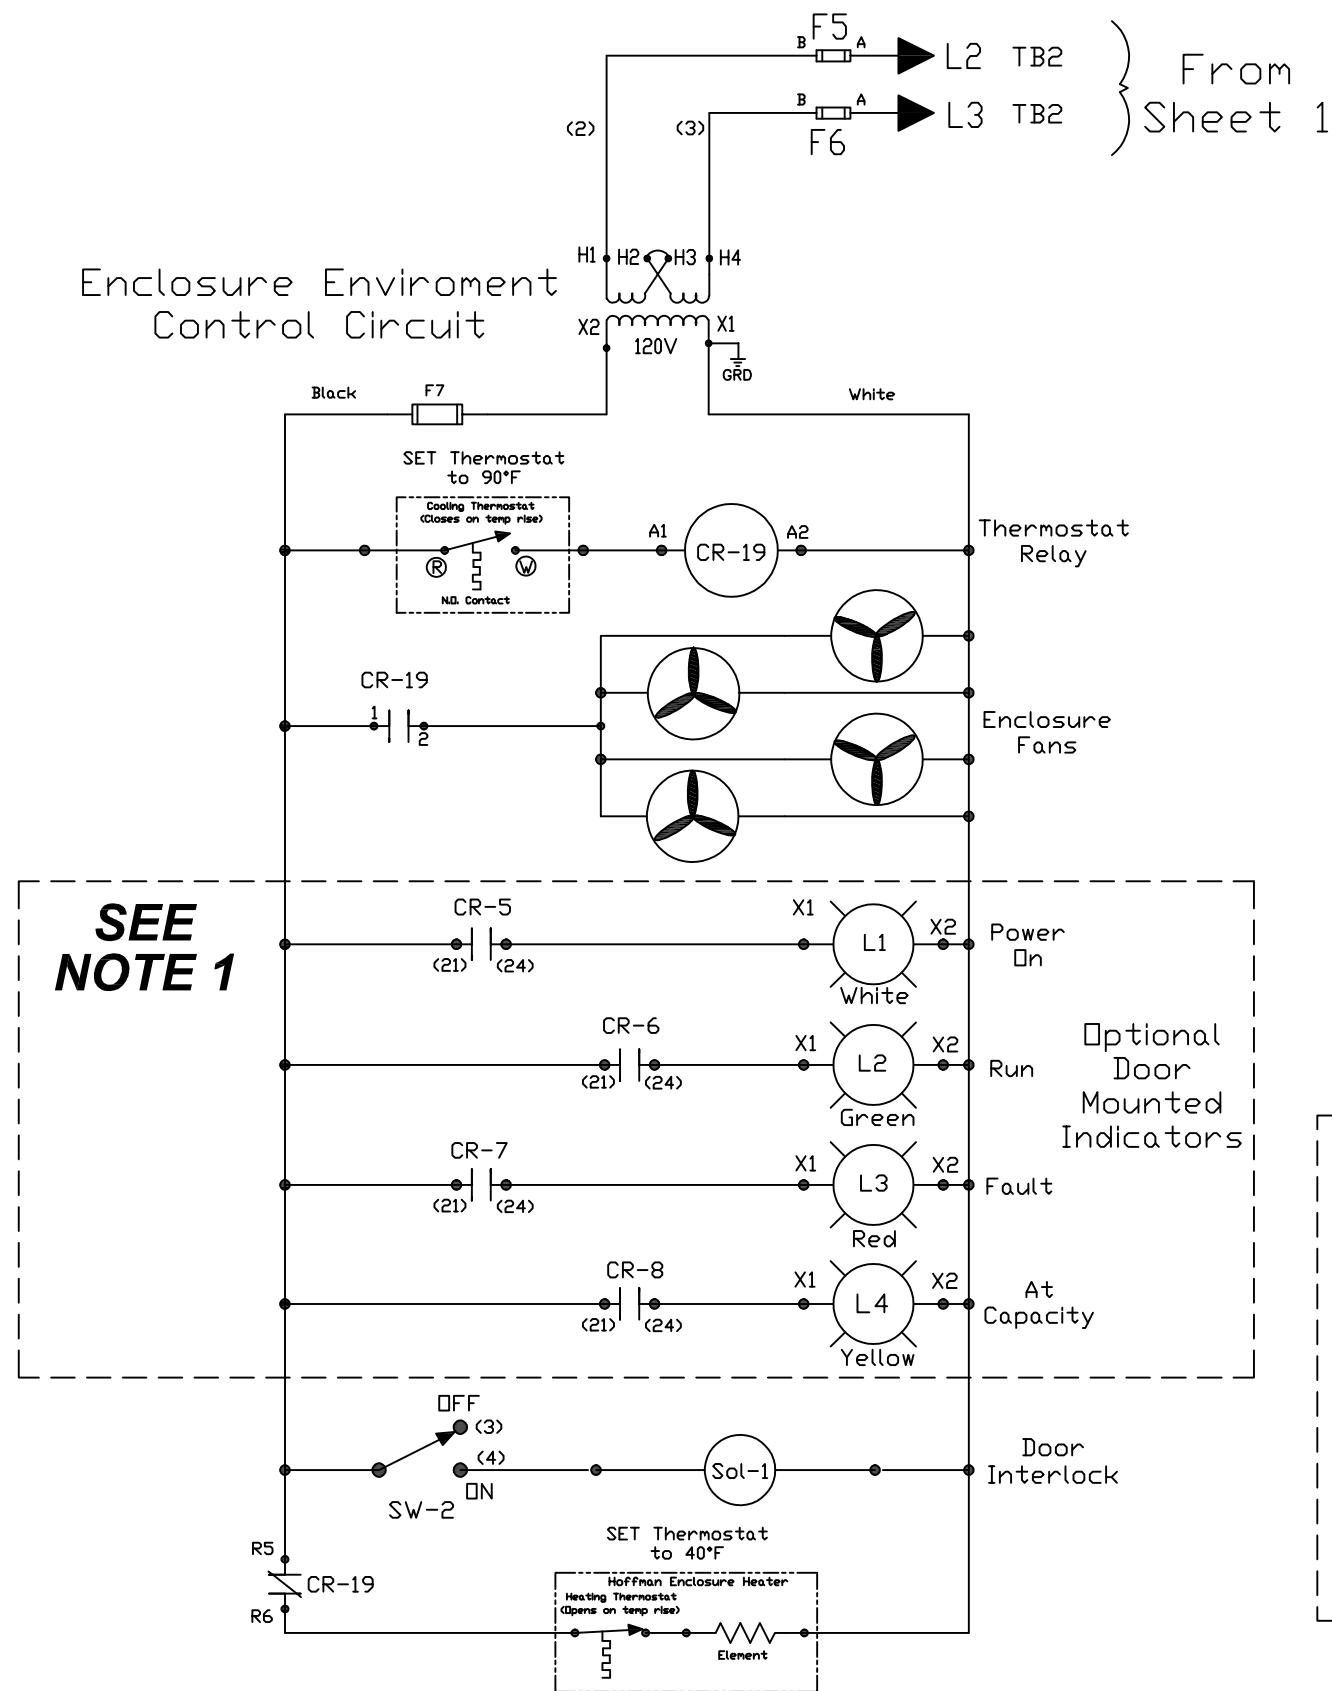 F5
B A
L2 TB2
From
Sheet 1
B A
L3 TB2
F6
(2) (3)
H1 H2 H3 H4
Enclosure Enviroment
Control Circuit
X2 X1
120V
GRD
Black F7 White
SET Thermostat
to 90°F
Cooling Thermostat
(Closes on temp rise)
R W
N.O. Contact
A1 CR-19 A2
Thermostat
Relay
CR-19
1 2
Enclosure
Fans
SEE
NOTE 1
CR-5
(21) (24)
X1 L1 X2
White
Power
On
CR-6
(21) (24)
X1 L2 X2
Green
Run
Optional
Door
Mounted
Indicators
CR-7
(21) (24)
X1 L3 X2
Red
Fault
CR-8
(21) (24)
X1 L4 X2
Yellow
At
Capacity
OFF
(3)
(4)
ON
SW-2
Sol-1
Door
Interlock
R5
CR-19
R6
SET Thermostat
to 40°F
Hoffman Enclosure Heater
Heating Thermostat
(Opens on temp rise)
Element